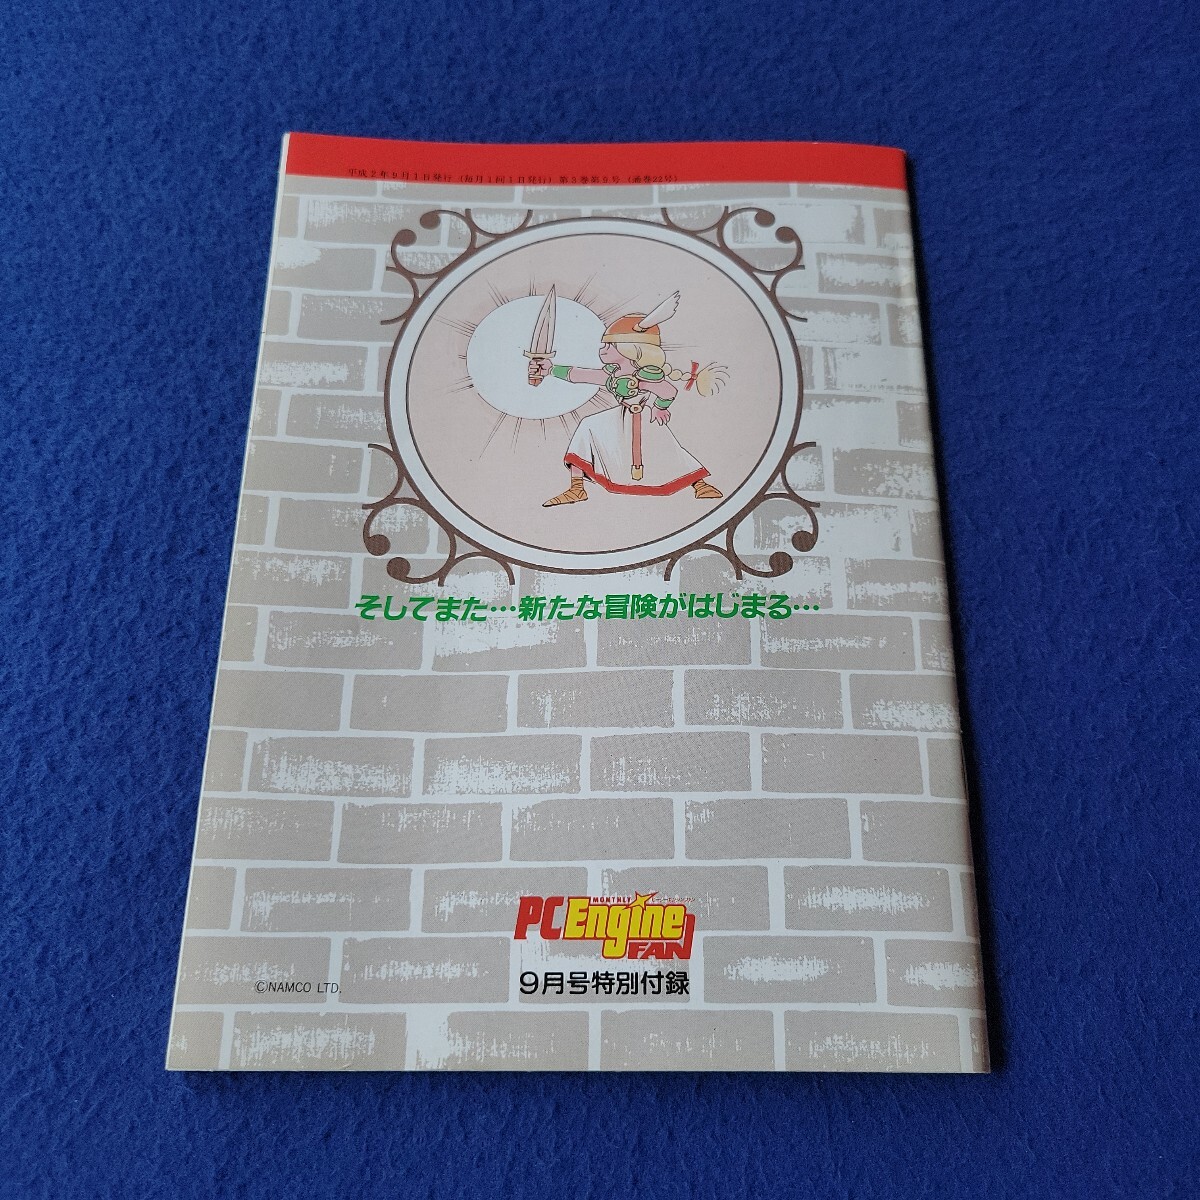 平成2年9月1日発行（毎月1回1日発行）第3巻第9号（通巻22号）
そしてまた…新たな冒険がはじまる…
MONTHLY
PC Engine
FAN
9月号特別付録
©NAMCO LTD.